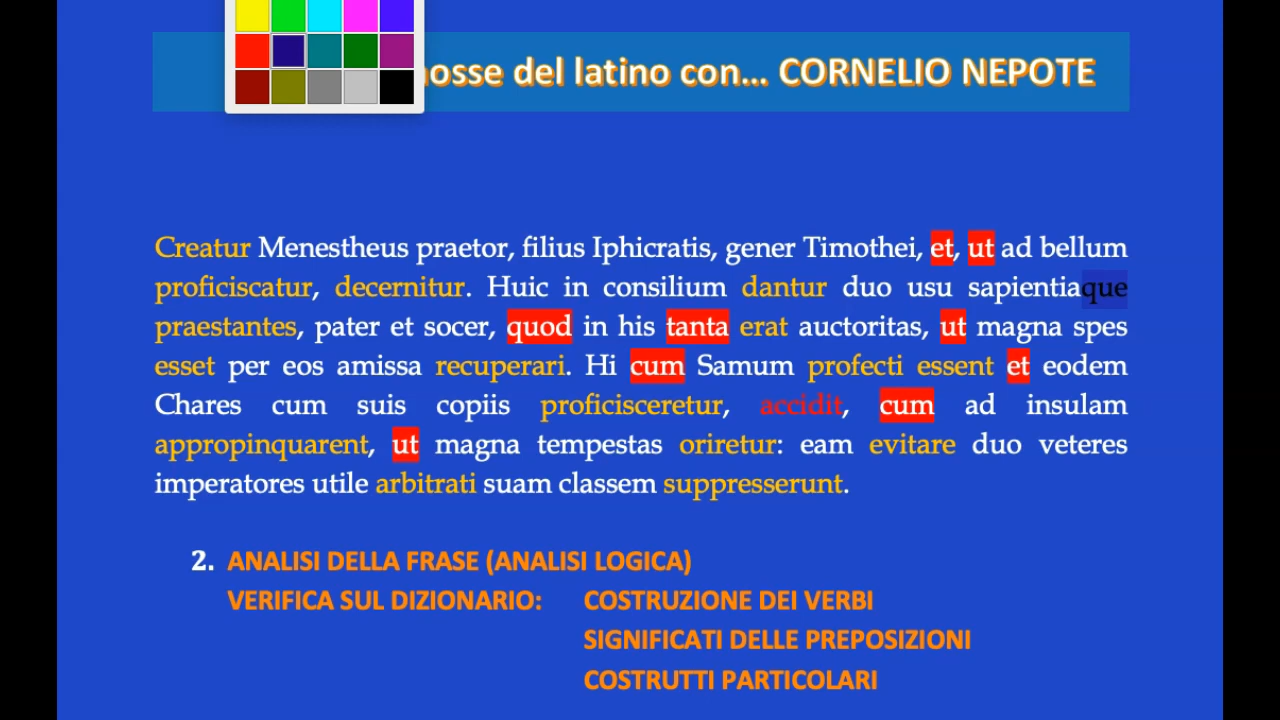 nosse del latino con... CORNELIO NEPOTE
Creatur Menestheus praetor, filius Iphicratis, gener Timothei, et, ut ad bellum
proficiscatur, decernitur. Huic in consilium dantur duo usu sapientiaque
praestantes, pater et socer, quod in his tanta erat auctoritas, ut magna spes
esset per eos amissa recuperari. Hi cum Samum profecti essent et eodem
Chares cum suis copiis proficisceretur, accidit, cum ad insulam
appropinquarent, ut magna tempestas oriretur: eam evitare duo veteres
imperatores utile arbitrati suam classem suppresserunt.
2. ANALISI DELLA FRASE (ANALISI LOGICA)
VERIFICA SUL DIZIONARIO: COSTRUZIONE DEI VERBI
SIGNIFICATI DELLE PREPOSIZIONI
COSTRUTTI PARTICOLARI